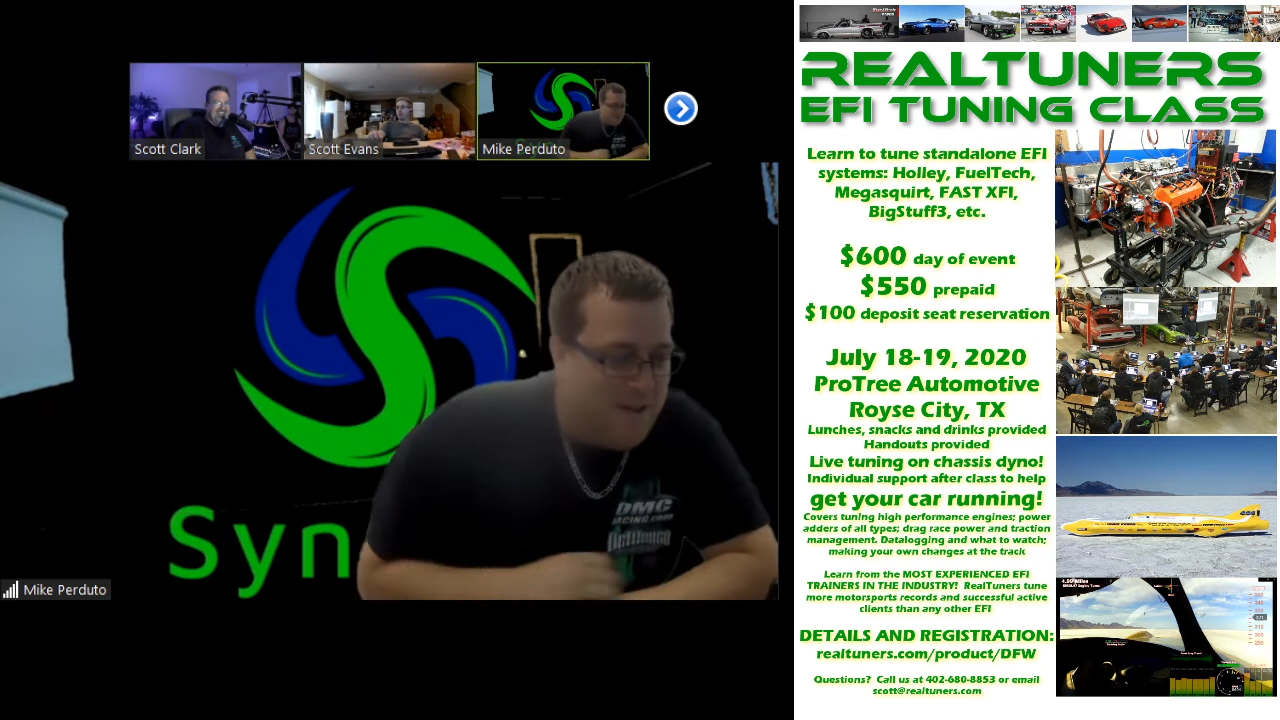 Scott Clark
Scott Evans
Mike Perduto
Syn
DMC
RACING.com
Mike Perduto
REALTUNERS
EFI TUNING CLASS
Learn to tune standalone EFI
systems: Holley, FuelTech,
Megasquirt, FAST XFI,
BigStuff3, etc.
$600 day of event
$550 prepaid
$100 deposit seat reservation
July 18-19, 2020
ProTree Automotive
Royse City, TX
Lunches, snacks and drinks provided
Handouts provided
Live tuning on chassis dyno!
Individual support after class to help
get your car running!
Covers tuning high performance engines; power
adders of all types; drag race power and traction
management. Datalogging and what to watch;
making your own changes at the track
Learn from the MOST EXPERIENCED EFI
TRAINERS IN THE INDUSTRY! RealTuners tune
more motorsports records and successful active
clients than any other EFI
DETAILS AND REGISTRATION:
realtuners.com/product/DFW
Questions? Call us at 402-680-8853 or email
scott@realtuners.com